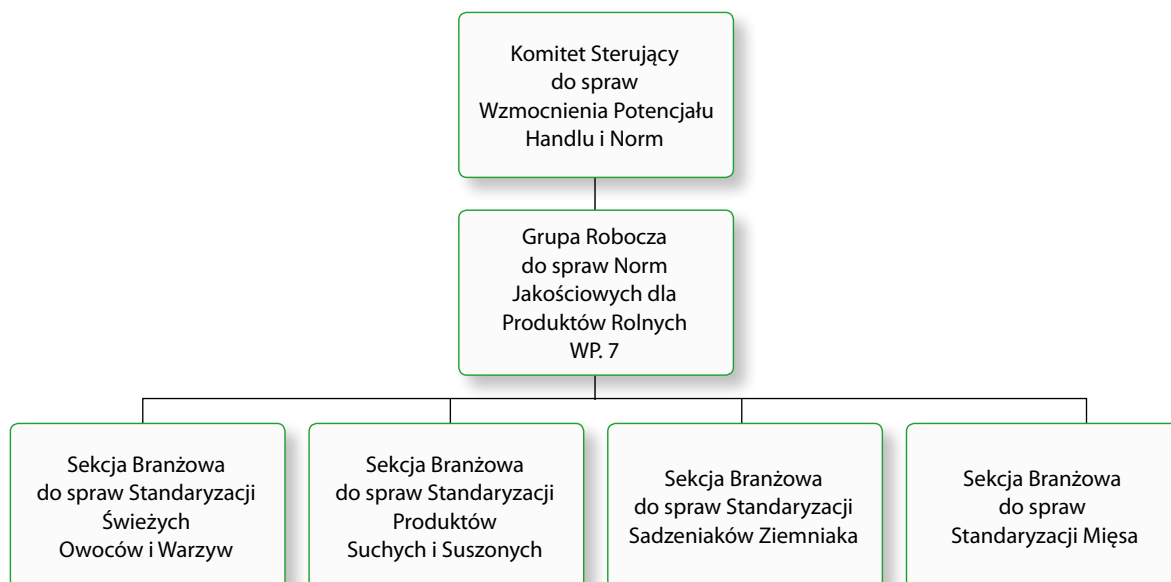 Komitet Sterujący
do spraw
Wzmocnienia Potencjału
Handlu i Norm
Grupa Robocza
do spraw Norm
Jakościowych dla
Produktów Rolnych
WP. 7
Sekcja Branżowa
do spraw Standaryzacji
Świeżych
Owoców i Warzyw
Sekcja Branżowa
do spraw Standaryzacji
Produktów
Suchych i Suszonych
Sekcja Branżowa
do spraw Standaryzacji
Sadzeniaków Ziemniaka
Sekcja Branżowa
do spraw
Standaryzacji Mięsa